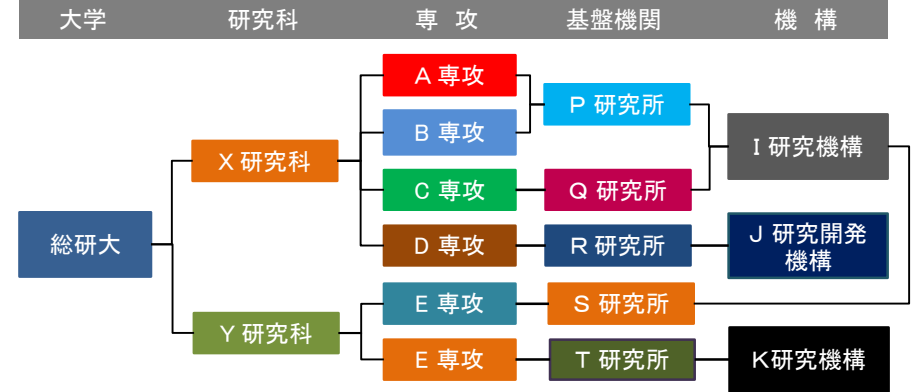 大学 研究科 専 攻 基盤機関 機 構
A 専攻
P 研究所
B 専攻
I 研究機構
X 研究科
C 専攻
Q 研究所
総研大
D 専攻
R 研究所
J 研究開発
機構
E 専攻
S 研究所
Y 研究科
E 専攻
T 研究所
K研究機構